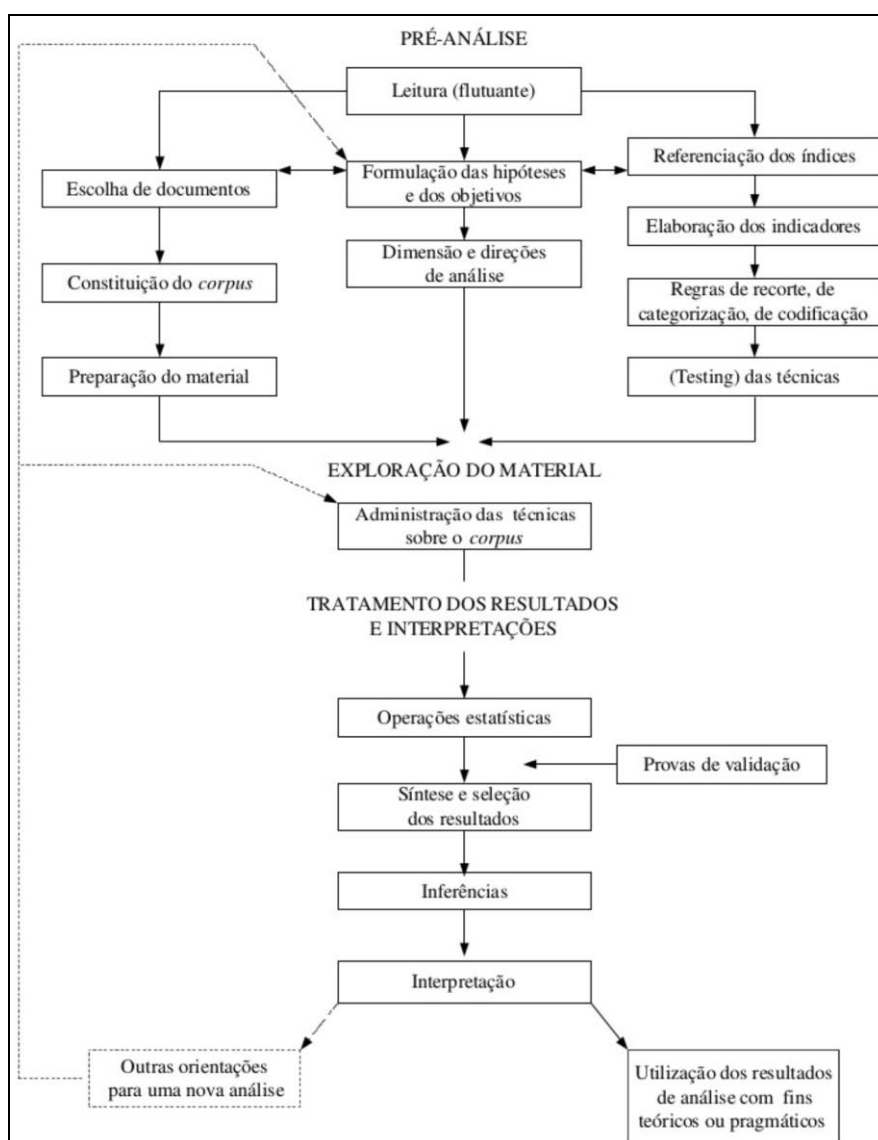 PRÉ-ANÁLISE
Leitura (flutuante)
Escolha de documentos
Formulação das hipóteses
e dos objetivos
Referenciação dos índices
Elaboração dos indicadores
Constituição do corpus
Dimensão e direções
de análise
Regras de recorte, de
categorização, de codificação
Preparação do material
(Testing) das técnicas
EXPLORAÇÃO DO MATERIAL
Administração das técnicas
sobre o corpus
TRATAMENTO DOS RESULTADOS
E INTERPRETAÇÕES
Operações estatísticas
Provas de validação
Síntese e seleção
dos resultados
Inferências
Interpretação
Outras orientações
para uma nova análise
Utilização dos resultados
de análise com fins
teóricos ou pragmáticos